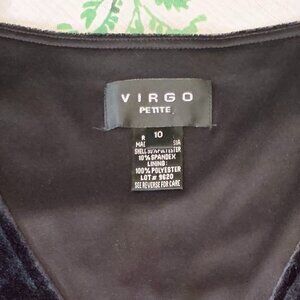 VIRGO
PETITE
10
10% SPANDEX
LINING:
100% POLYESTER
LOT# 9620
SEE REVERSE FOR CARE